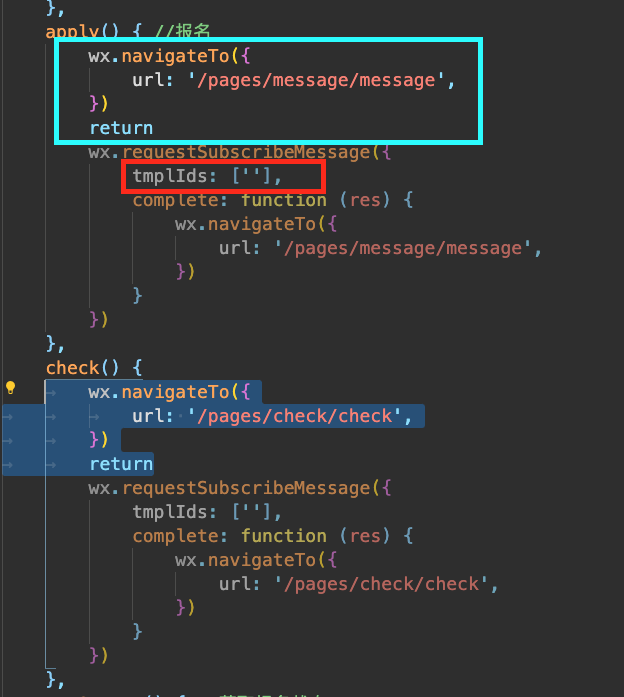 },
apply() { //报名
wx.navigateTo({
url: '/pages/message/message',
})
return
wx.requestSubscribeMessage({
tmplIds: [''],
complete: function (res) {
wx.navigateTo({
url: '/pages/message/message',
})
}
})
},
check() {
wx.navigateTo({
url: '/pages/check/check',
})
return
wx.requestSubscribeMessage({
tmplIds: [''],
complete: function (res) {
wx.navigateTo({
url: '/pages/check/check',
})
}
})
},